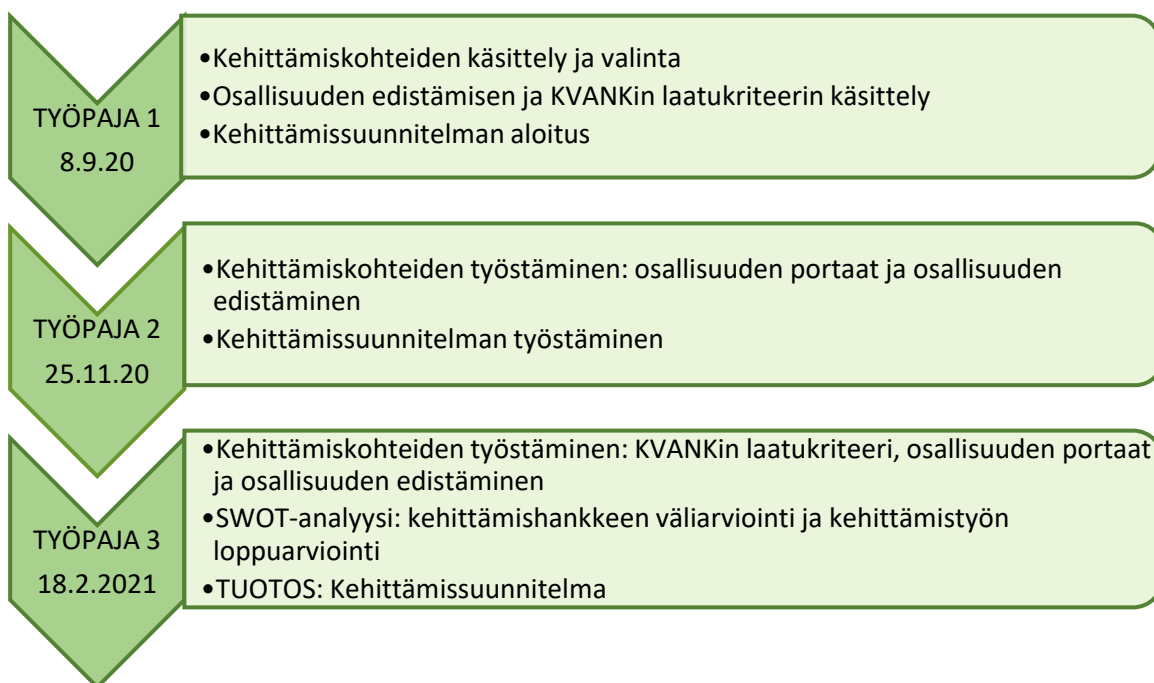 TYÖPAJA 1
8.9.20
•Kehittämiskohteiden käsittely ja valinta
•Osallisuuden edistämisen ja KVANKin laatukriteerin käsittely
•Kehittämissuunnitelman aloitus
TYÖPAJA 2
25.11.20
•Kehittämiskohteiden työstäminen: osallisuuden portaat ja osallisuuden
edistäminen
•Kehittämissuunnitelman työstäminen
TYÖPAJA 3
18.2.2021
•Kehittämiskohteiden työstäminen: KVANKin laatukriteeri, osallisuuden portaat
ja osallisuuden edistäminen
•SWOT-analyysi: kehittämishankkeen väliarviointi ja kehittämistyön
loppuarviointi
•TUOTOS: Kehittämissuunnitelma